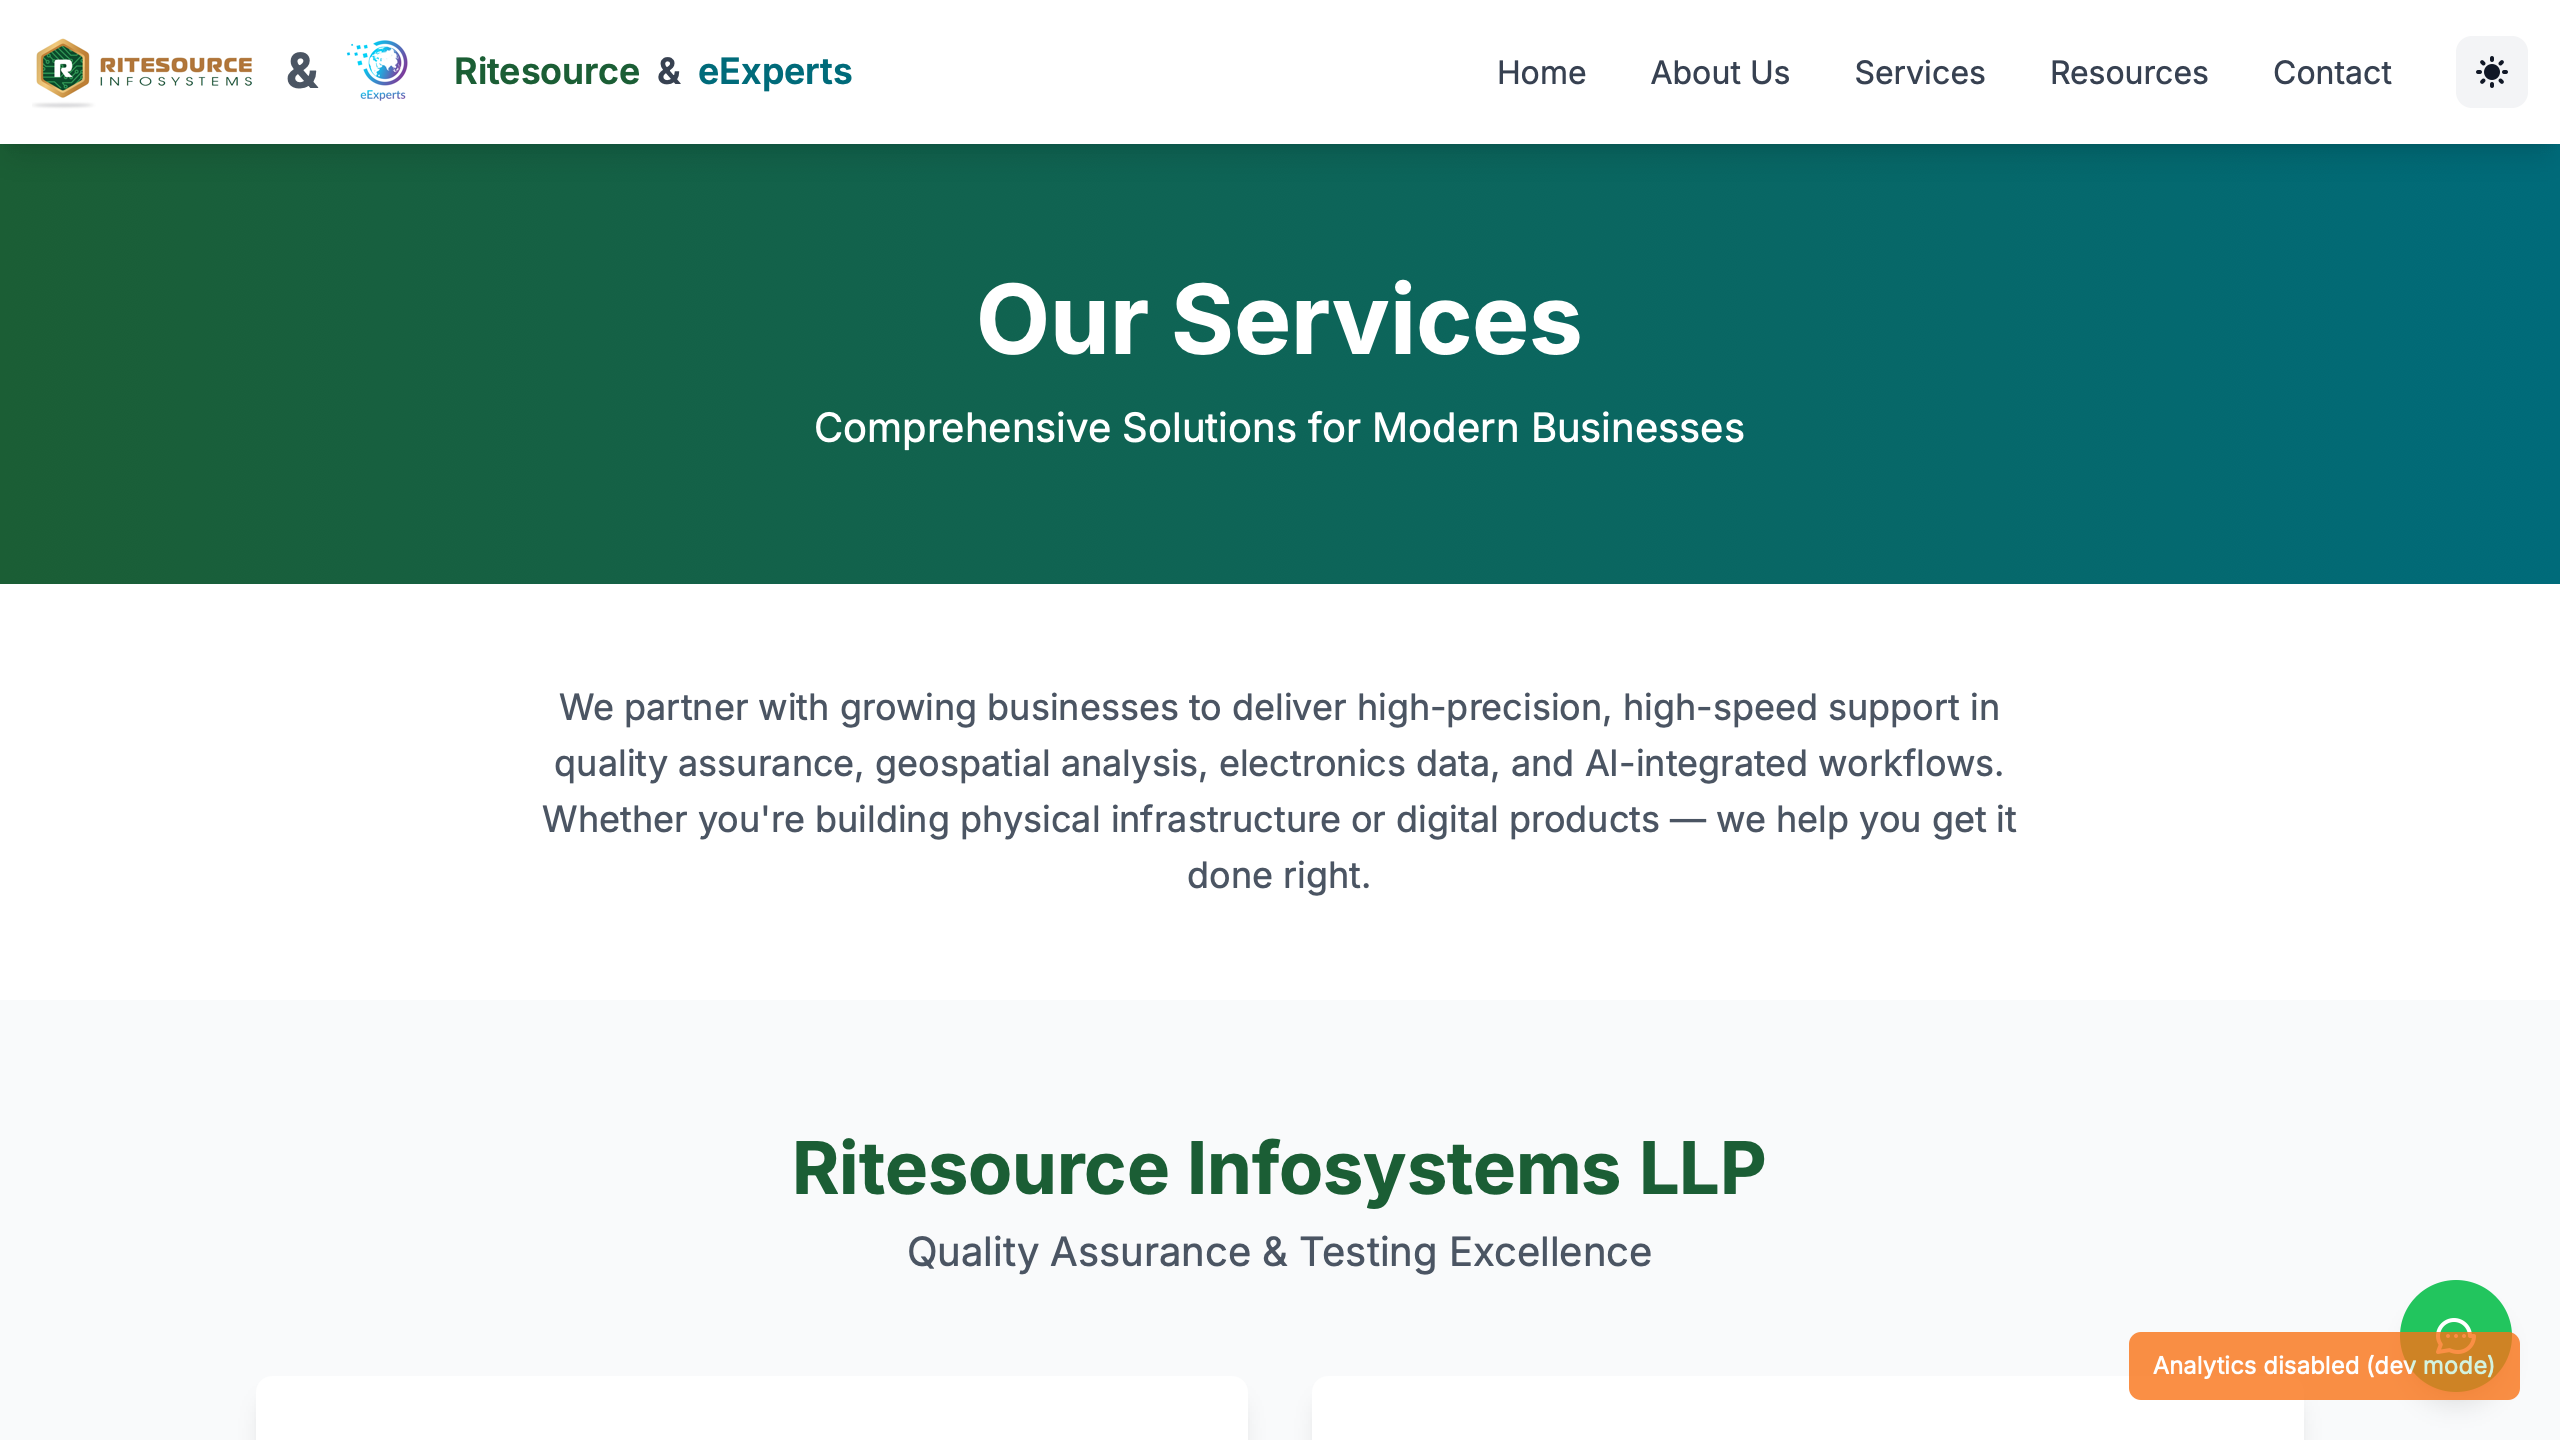 RITESOURCE
INFOSYSTEMS
&
eExperts
Ritesource & eExperts
Home
About Us
Services
Resources
Contact
Our Services
Comprehensive Solutions for Modern Businesses
We partner with growing businesses to deliver high-precision, high-speed support in
quality assurance, geospatial analysis, electronics data, and AI-integrated workflows.
Whether you're building physical infrastructure or digital products — we help you get it
done right.
Ritesource Infosystems LLP
Quality Assurance & Testing Excellence
Analytics disabled (dev mode)